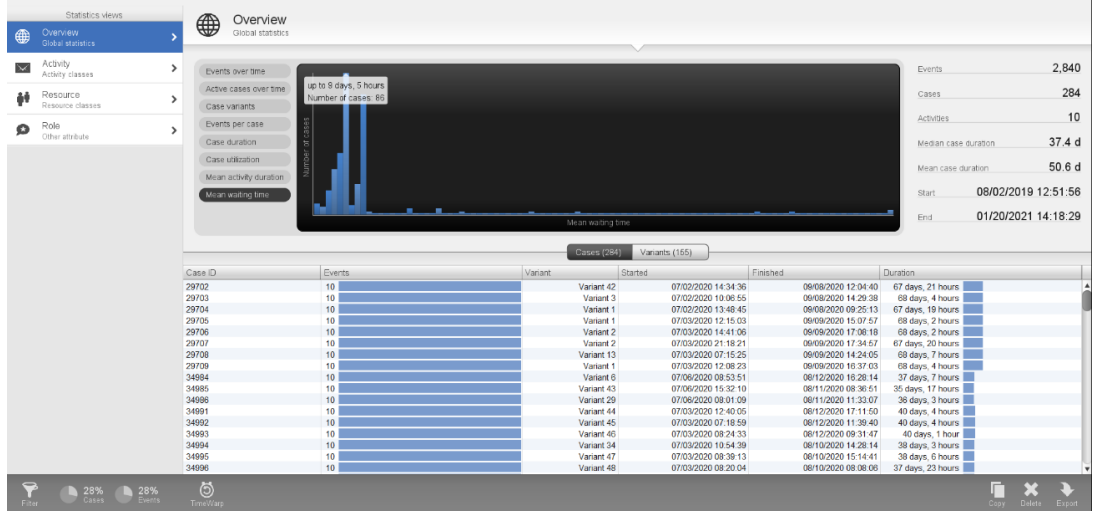 Statistics views
Overview
Global statistics
Activity
Activity classes
Resource
Resource classes
Role
Other attribute
Overview
Global statistics
Events over time
Active cases over time
Case variants
Events per case
Case duration
Case utilization
Mean activity duration
Mean waiting time
up to 9 days, 5 hours
Number of cases: 86
Number of cases
Mean waiting time
Events 2,840
Cases 284
Activities 10
Median case duration 37.4 d
Mean case duration 50.6 d
Start 08/02/2019 12:51:56
End 01/20/2021 14:18:29
Cases (284) Variants (155)
Case ID Events Variant Started Finished Duration
29702 10 Variant 42 07/02/2020 14:34:36 09/08/2020 12:04:40 67 days, 21 hours
29703 10 Variant 3 07/02/2020 10:06:55 09/08/2020 14:29:38 68 days, 4 hours
29704 10 Variant 1 07/02/2020 13:48:45 09/08/2020 09:25:13 67 days, 19 hours
29705 10 Variant 1 07/03/2020 12:15:03 09/09/2020 15:07:57 68 days, 2 hours
29706 10 Variant 2 07/03/2020 14:41:06 09/09/2020 17:08:18 68 days, 2 hours
29707 10 Variant 2 07/03/2020 21:18:21 09/09/2020 17:34:57 67 days, 20 hours
29708 10 Variant 13 07/03/2020 07:15:25 09/09/2020 14:24:05 68 days, 7 hours
29709 10 Variant 1 07/03/2020 12:08:23 09/09/2020 16:37:03 68 days, 4 hours
34984 10 Variant 6 07/06/2020 08:53:51 08/12/2020 16:28:14 37 days, 7 hours
34985 10 Variant 43 07/06/2020 15:32:10 08/11/2020 08:36:51 35 days, 17 hours
34986 10 Variant 29 07/06/2020 08:01:09 08/11/2020 11:33:07 36 days, 3 hours
34991 10 Variant 44 07/03/2020 12:40:05 08/12/2020 17:11:50 40 days, 4 hours
34992 10 Variant 45 07/03/2020 07:18:59 08/12/2020 11:39:40 40 days, 4 hours
34993 10 Variant 46 07/03/2020 08:24:33 08/12/2020 09:31:47 40 days, 1 hour
34994 10 Variant 34 07/03/2020 10:54:39 08/10/2020 14:28:14 38 days, 3 hours
34995 10 Variant 47 07/03/2020 08:39:13 08/10/2020 15:14:41 38 days, 6 hours
34996 10 Variant 48 07/03/2020 08:20:04 08/10/2020 08:08:06 37 days, 23 hours
Filter
28% Cases
28% Events
TimeWarp
Copy
Delete
Export